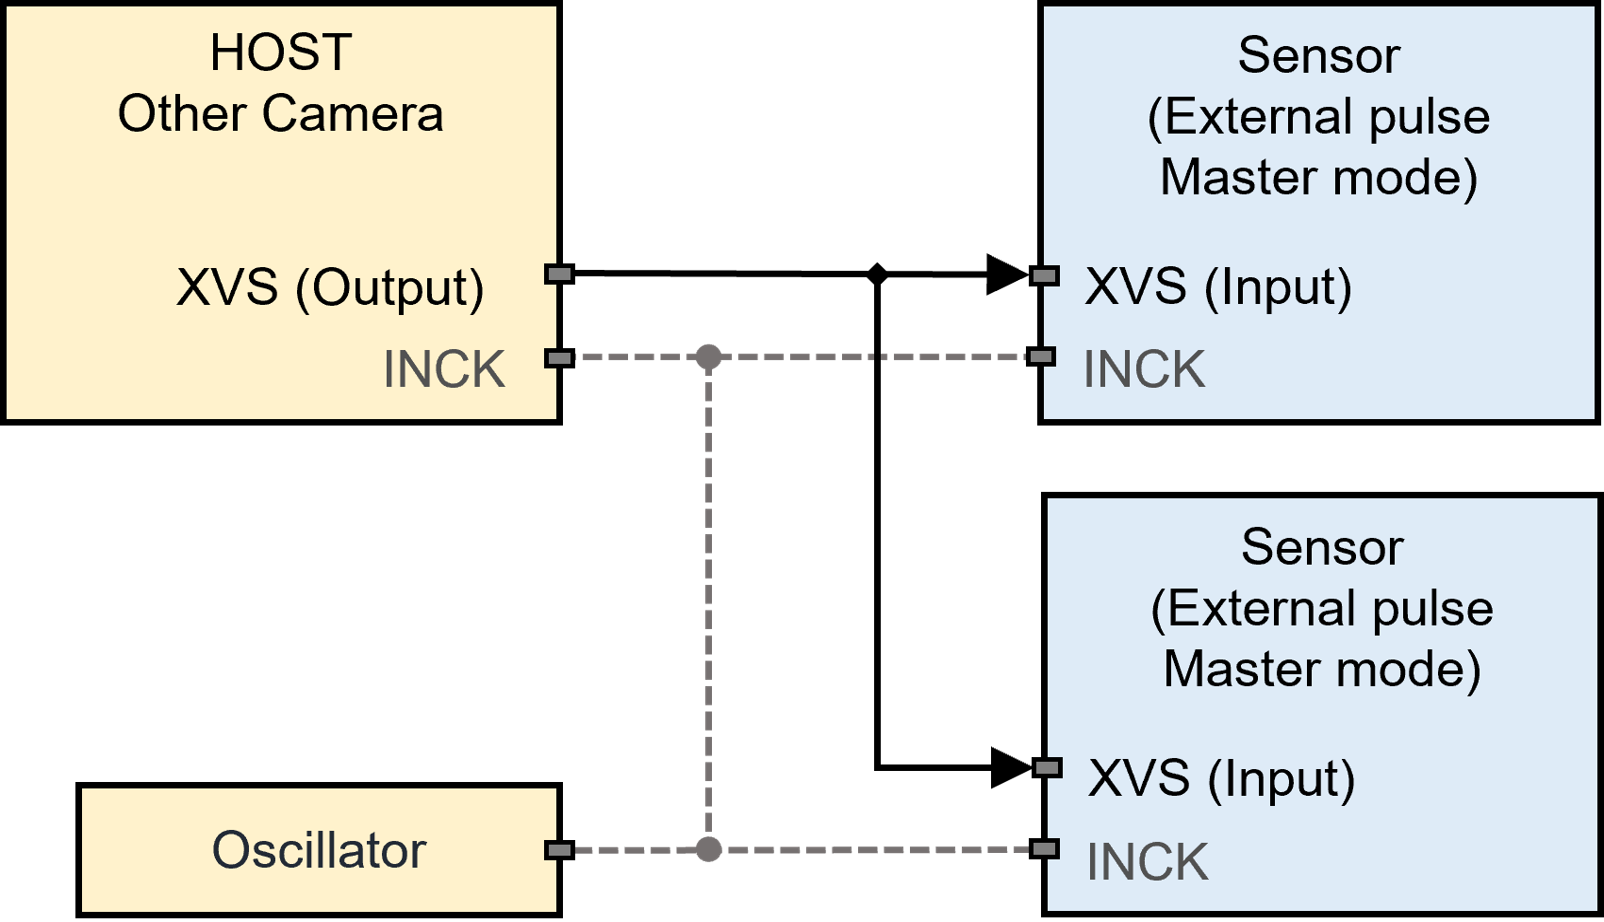 HOST
Other Camera
XVS (Output)
INCK
Sensor
(External pulse
Master mode)
XVS (Input)
INCK
Sensor
(External pulse
Master mode)
XVS (Input)
INCK
Oscillator